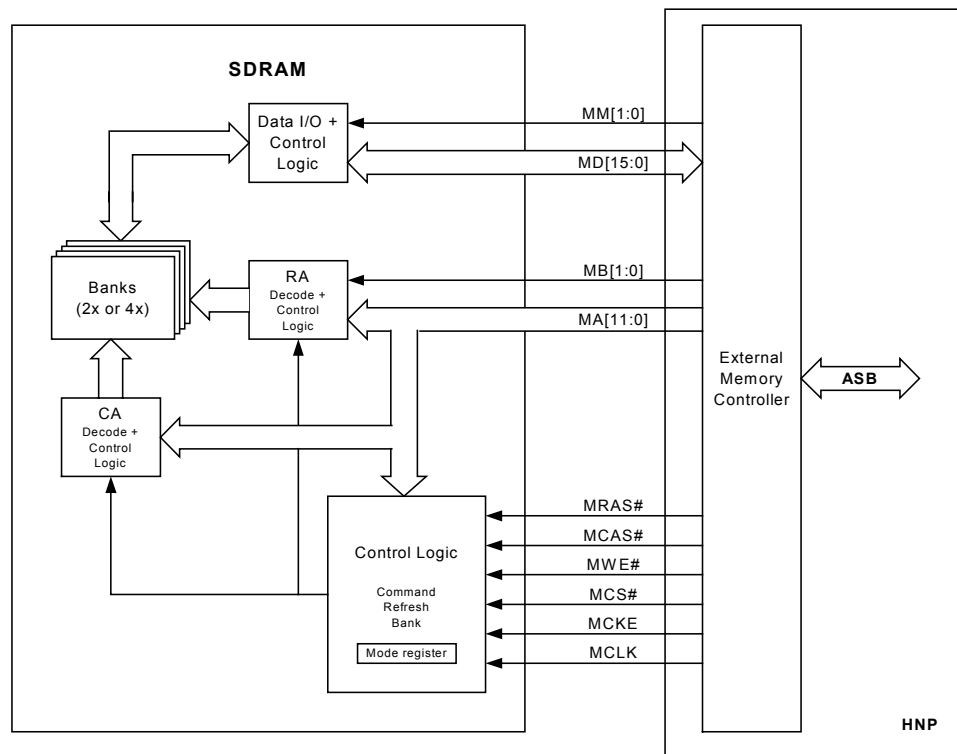 SDRAM
Data I/O +
Control
Logic
MM[1:0]
MD[15:0]
Banks
(2x or 4x)
RA
Decode +
Control
Logic
MB[1:0]
MA[11:0]
External
Memory
Controller
ASB
CA
Decode +
Control
Logic
Control Logic
Command
Refresh
Bank
Mode register
MRAS#
MCAS#
MWE#
MCS#
MCKE
MCLK
HNP